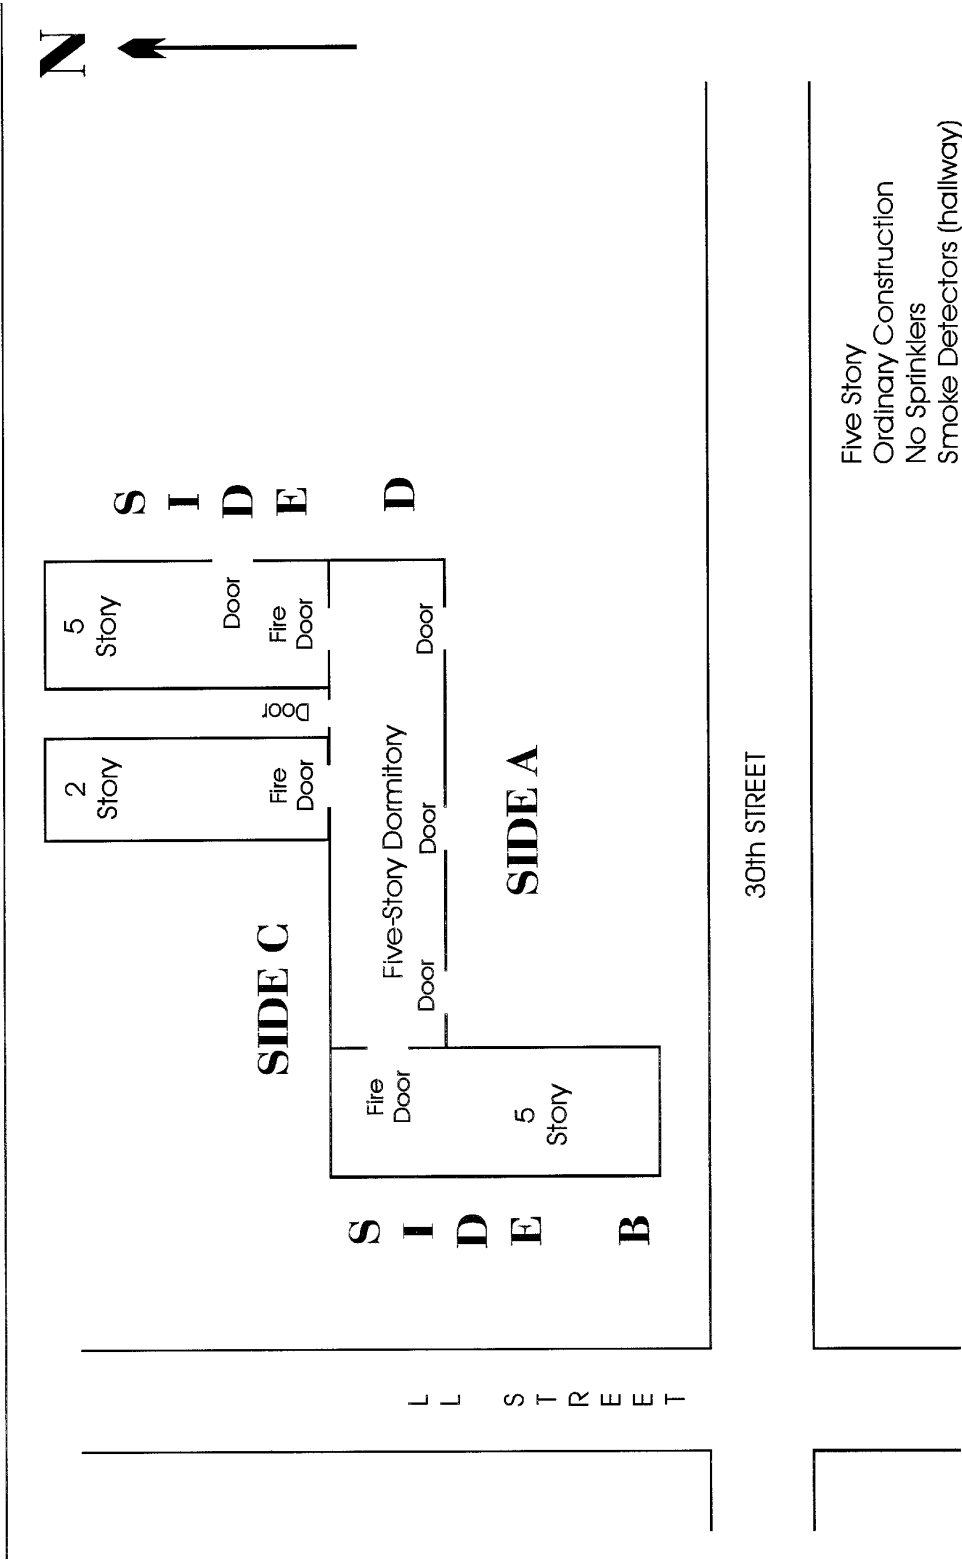 N
2
Story
5
Story
SIDE D
Door
Fire
Door
Door
Fire
Door
SIDE C
Five-Story Dormitory
Fire
Door
Door
Door
Door
5
Story
SIDE B
SIDE A
LL STREET
30th STREET
Five Story
Ordinary Construction
No Sprinklers
Smoke Detectors (hallway)